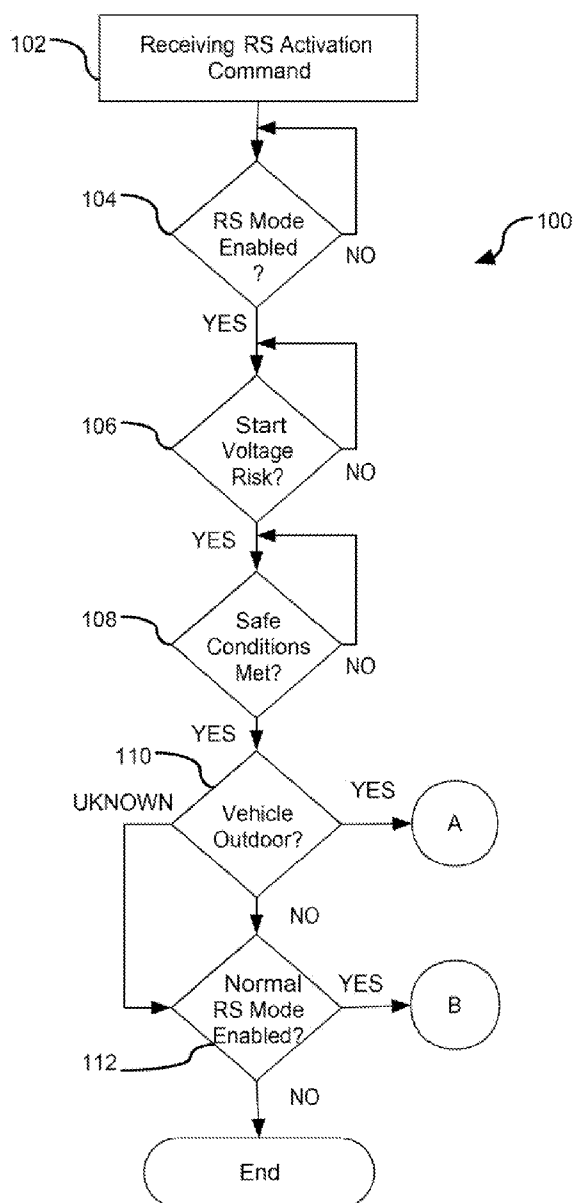 102
Receiving RS Activation
Command
104
RS Mode
Enabled
?
NO
100
YES
106
Start
Voltage
Risk?
NO
YES
108
Safe
Conditions
Met?
NO
YES
110
UKNOWN
Vehicle
Outdoor?
YES
A
NO
Normal
RS Mode
Enabled?
YES
B
112
NO
End